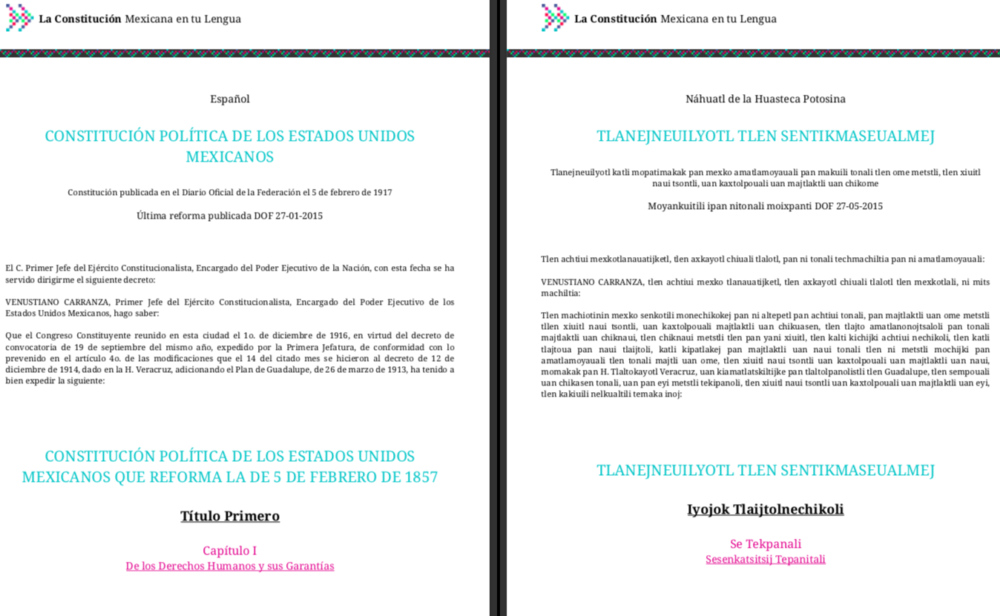 La Constitución Mexicana en tu Lengua
Español
CONSTITUCIÓN POLÍTICA DE LOS ESTADOS UNIDOS
MEXICANOS
Constitución publicada en el Diario Oficial de la Federación el 5 de febrero de 1917
Última reforma publicada DOF 27-01-2015
El C. Primer Jefe del Ejército Constitucionalista, Encargado del Poder Ejecutivo de la Nación, con esta fecha se ha
servido dirigirme el siguiente decreto:
VENUSTIANO CARRANZA, Primer Jefe del Ejército Constitucionalista, Encargado del Poder Ejecutivo de los
Estados Unidos Mexicanos, hago saber:
Que el Congreso Constituyente reunido en esta ciudad el 1o. de diciembre de 1916, en virtud del decreto de
convocatoria de 19 de septiembre del mismo año, expedido por la Primera Jefatura, de conformidad con lo
prevenido en el artículo 4o. de las modificaciones que el 14 del citado mes se hicieron al decreto de 12 de
diciembre de 1914, dado en la H. Veracruz, adicionando el Plan de Guadalupe, de 26 de marzo de 1913, ha tenido a
bien expedir la siguiente:
CONSTITUCIÓN POLÍTICA DE LOS ESTADOS UNIDOS
MEXICANOS QUE REFORMA LA DE 5 DE FEBRERO DE 1857
Título Primero
Capítulo I
De los Derechos Humanos y sus Garantías
La Constitución Mexicana en tu Lengua
Náhuatl de la Huasteca Potosina
TLANEJNEUILYOTL TLEN SENTIKMASEUALMEJ
Tlanejneuilyotl katli mopatimakak pan mexko amatlamoyauali pan makuili tonali tlen ome metstli, tlen xiuitl
naui tsontli, uan kaxtolpouali uan majtlaktli uan chikome
Moyankuitili ipan nitonali moixpanti DOF 27-05-2015
Tlen achtiui mexkotlanauatijketl, tlen axkayotl chiuali tlalotl, pan ni tonali techmachiltia pan ni amatlamoyauali:
VENUSTIANO CARRANZA, tlen achtiui mexko tlanauatijketl, tlen axkayotl chiuali tlalotl tlen mexkotlali, ni mits
machiltia:
Tlen machiotinin mexko senkotili monechikokej pan ni altepetl pan achtiui tonali, pan majtlaktli uan ome metstli
tllen xiuitl naui tsontli, uan kaxtolpouali majtlaktli uan chikuasen, tlen tlajto amatlanonojtsaloli pan tonali
majtlaktli uan chiknaui, tlen chiknaui metstli tlen pan yani xiuitl, tlen kalti kichijki achtiui nechikoli, tlen katli
tlajtoua pan naui tlaijtoli, katli kipatlakej pan majtlaktli uan naui tonali tlen ni metstli mochijki pan
amatlamoyauali tlen tonali majtli uan ome, tlen xiuitl naui tsontli uan kaxtolpouali uan majtlaktli uan naui,
momakak pan H. Tlaltokayotl Veracruz, uan kiamatlatskiltijke pan tlaltolpanolistli tlen Guadalupe, tlen sempouali
uan chikasen tonali, uan pan eyi metstli tekipanoli, tlen xiuitl naui tsontli uan kaxtolpouali uan majtlaktli uan eyi,
tlen kakiuili nelkualtili temaka inoj:
TLANEJNEUILYOTL TLEN SENTIKMASEUALMEJ
Iyojok Tlaijtolnechikoli
Se Tekpanali
Sesenkatsitsij Tepanitali